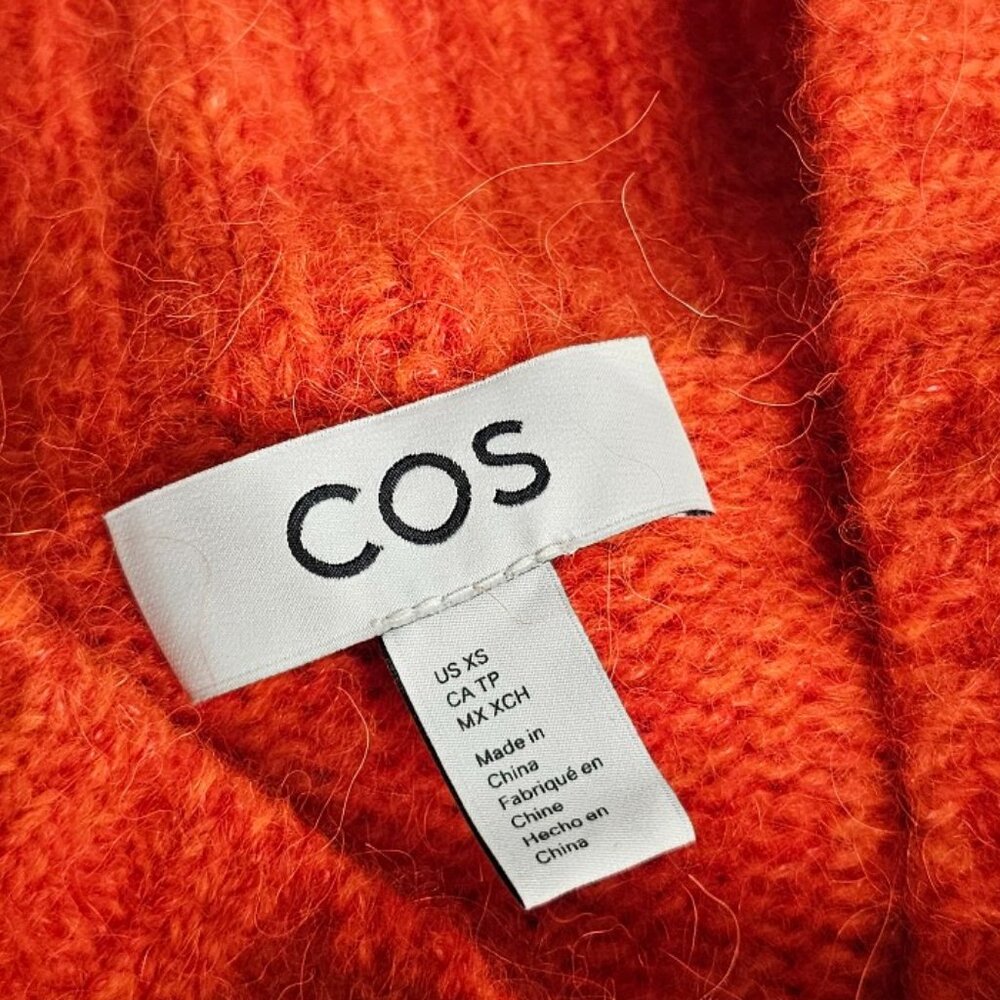 COS
US XS
CA TP
MX XCH
Made in
China
Fabriqué en
Chine
Hecho en
China